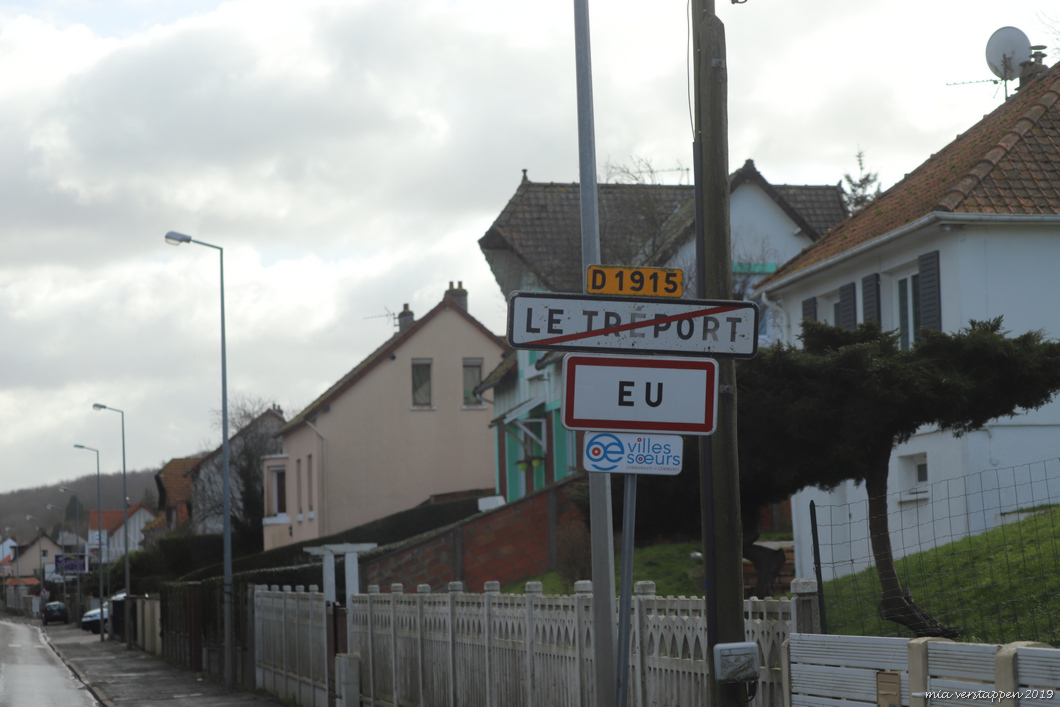 D 1915
LE TREPORT
EU
villes
sœurs
mia verstappen 2019